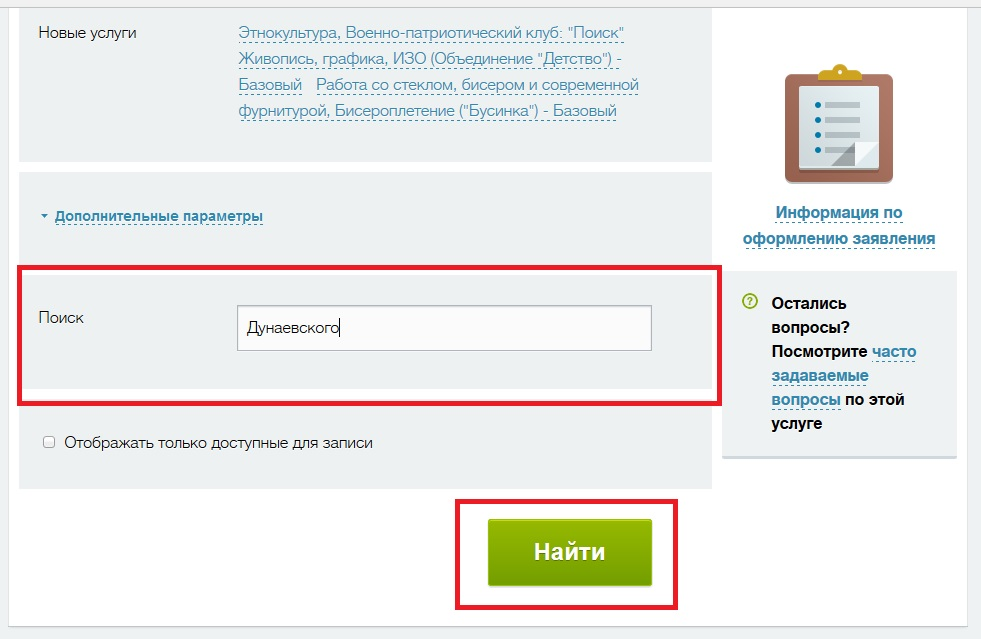 Новые услуги
Этнокультура, Военно-патриотический клуб: "Поиск"
Живопись, графика, ИЗО (Объединение "Детство") -
Базовый Работа со стеклом, бисером и современной
фурнитурой, Бисероплетение ("Бусинка") - Базовый
Дополнительные параметры
Поиск
Дунаевского
Отображать только доступные для записи
Найти
Информация по
оформлению заявления
? Остались
вопросы?
Посмотрите часто
задаваемые
вопросы по этой
услуге